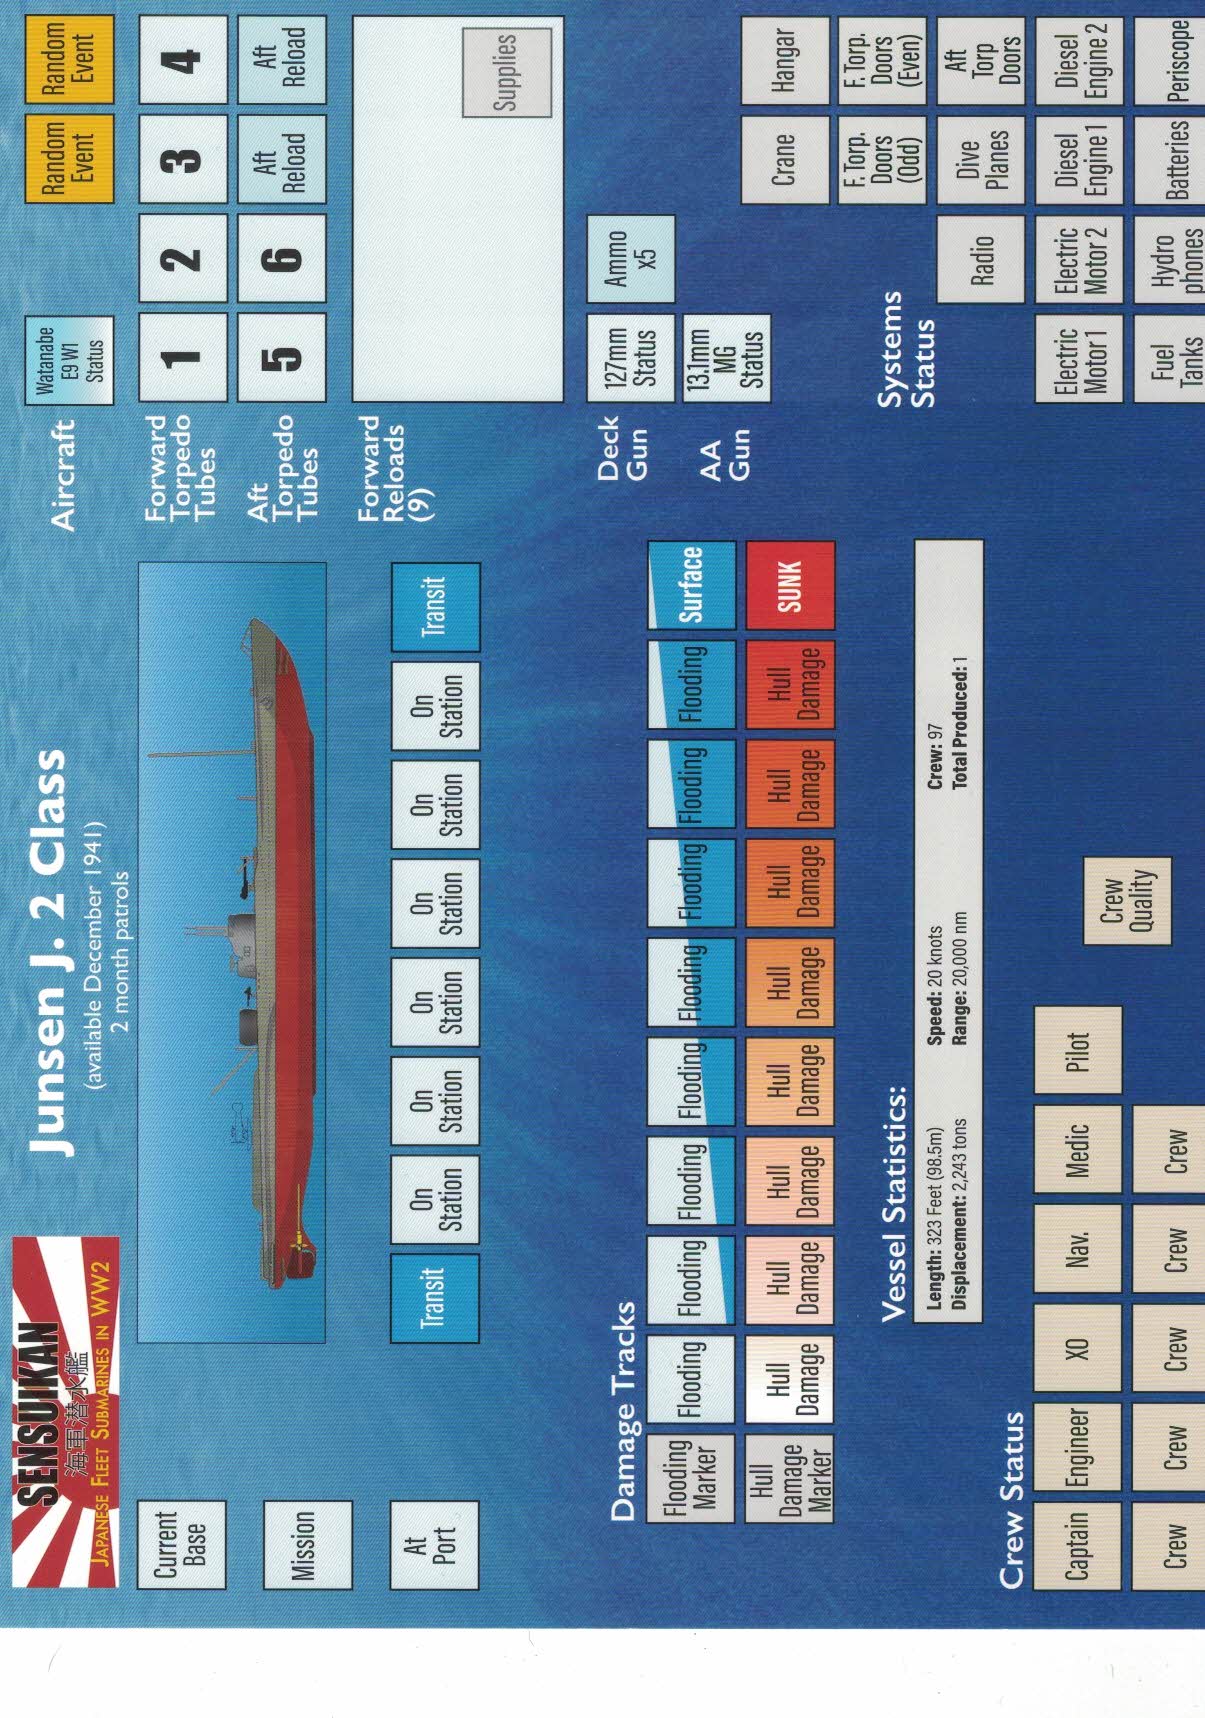 SENSUIKAN
海軍潜水艦
JAPANESE FLEET SUBMARINES IN WW2
Junsen J. 2 Class
(available December 1941)
2 month patrols
Aircraft
Watanabe
E9 W1
Status
Random
Event
Random
Event
Current
Base
Mission
At
Port
Forward
Torpedo
Tubes
1
2
3
4
Aft
Torpedo
Tubes
5
6
Aft
Reload
Aft
Reload
Forward
Reloads
(9)
Supplies
Transit
On
Station
On
Station
On
Station
On
Station
On
Station
On
Station
Transit
Deck
Gun
127mm
Status
Ammo
x5
AA
Gun
13.1mm
MG
Status
Damage Tracks
Flooding
Marker
Flooding
Flooding
Flooding
Flooding
Flooding
Flooding
Flooding
Flooding
Surface
Hull
Damage
Marker
Hull
Damage
Hull
Damage
Hull
Damage
Hull
Damage
Hull
Damage
Hull
Damage
Hull
Damage
Hull
Damage
SUNK
Vessel Statistics:
Length: 323 Feet (98.5m) Speed: 20 knots Crew: 97
Displacement: 2,243 tons Range: 20,000 nm Total Produced: 1
Systems
Status
Crane
Hangar
F. Torp.
Doors
(Odd)
F. Torp.
Doors
(Even)
Radio
Dive
Planes
Aft
Torp
Doors
Electric
Motor 1
Electric
Motor 2
Diesel
Engine 1
Diesel
Engine 2
Fuel
Tanks
Hydro
phones
Batteries
Periscope
Crew Status
Captain
Engineer
XO
Nav.
Medic
Pilot
Crew
Quality
Crew
Crew
Crew
Crew
Crew